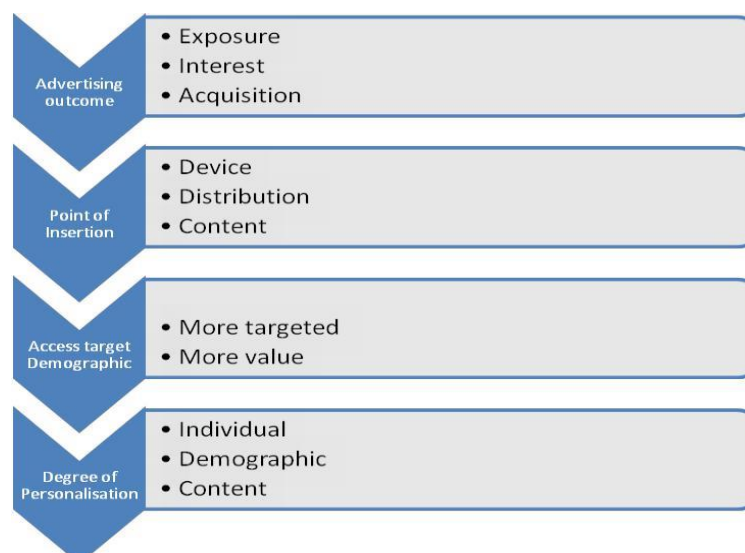 Advertising
outcome
• Exposure
• Interest
• Acquisition
Point of
Insertion
• Device
• Distribution
• Content
Access target
Demographic
• More targeted
• More value
Degree of
Personalisation
• Individual
• Demographic
• Content